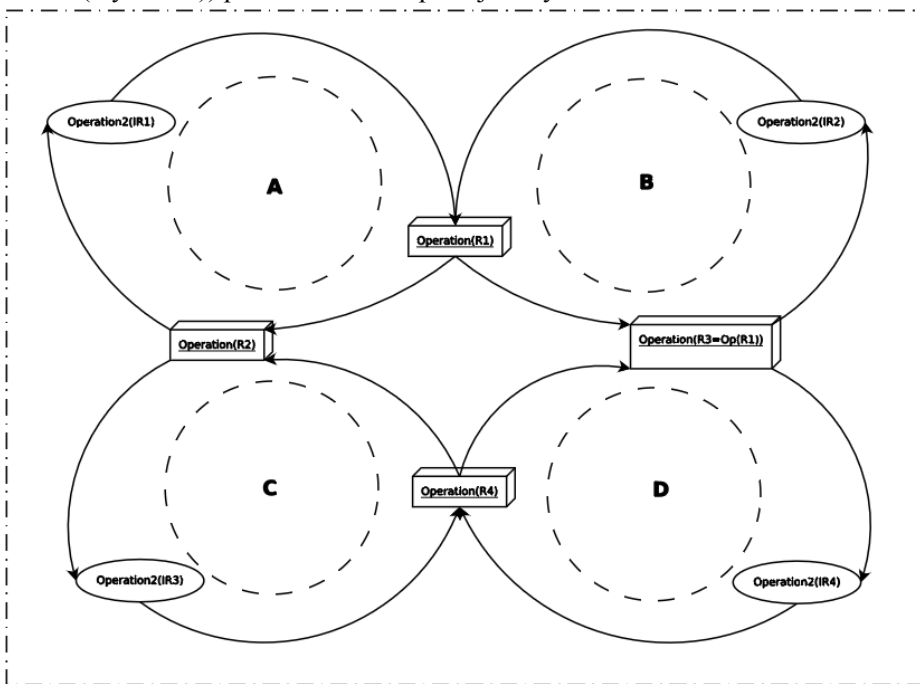 Operation2(IR1)
Operation2(IR2)
A
B
Operation(R1)
Operation(R2)
Operation(R3=Op(R1))
C
D
Operation(R4)
Operation2(IR3)
Operation2(IR4)